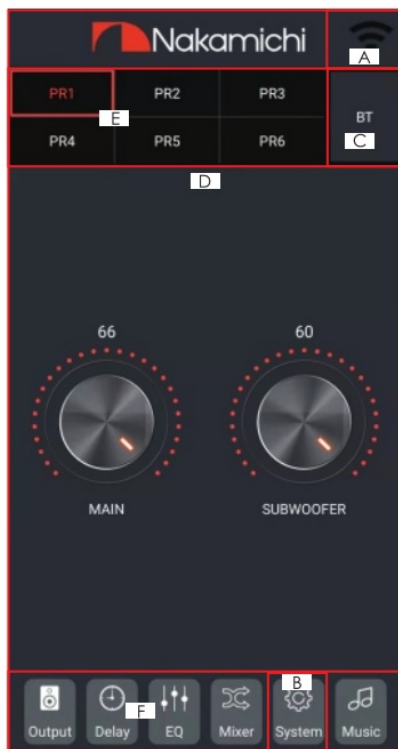 Nakamichi
A
PR1 PR2 PR3
E
BT
C
PR4 PR5 PR6
D
66 60
MAIN SUBWOOFER
B
F
Output Delay EQ Mixer System Music